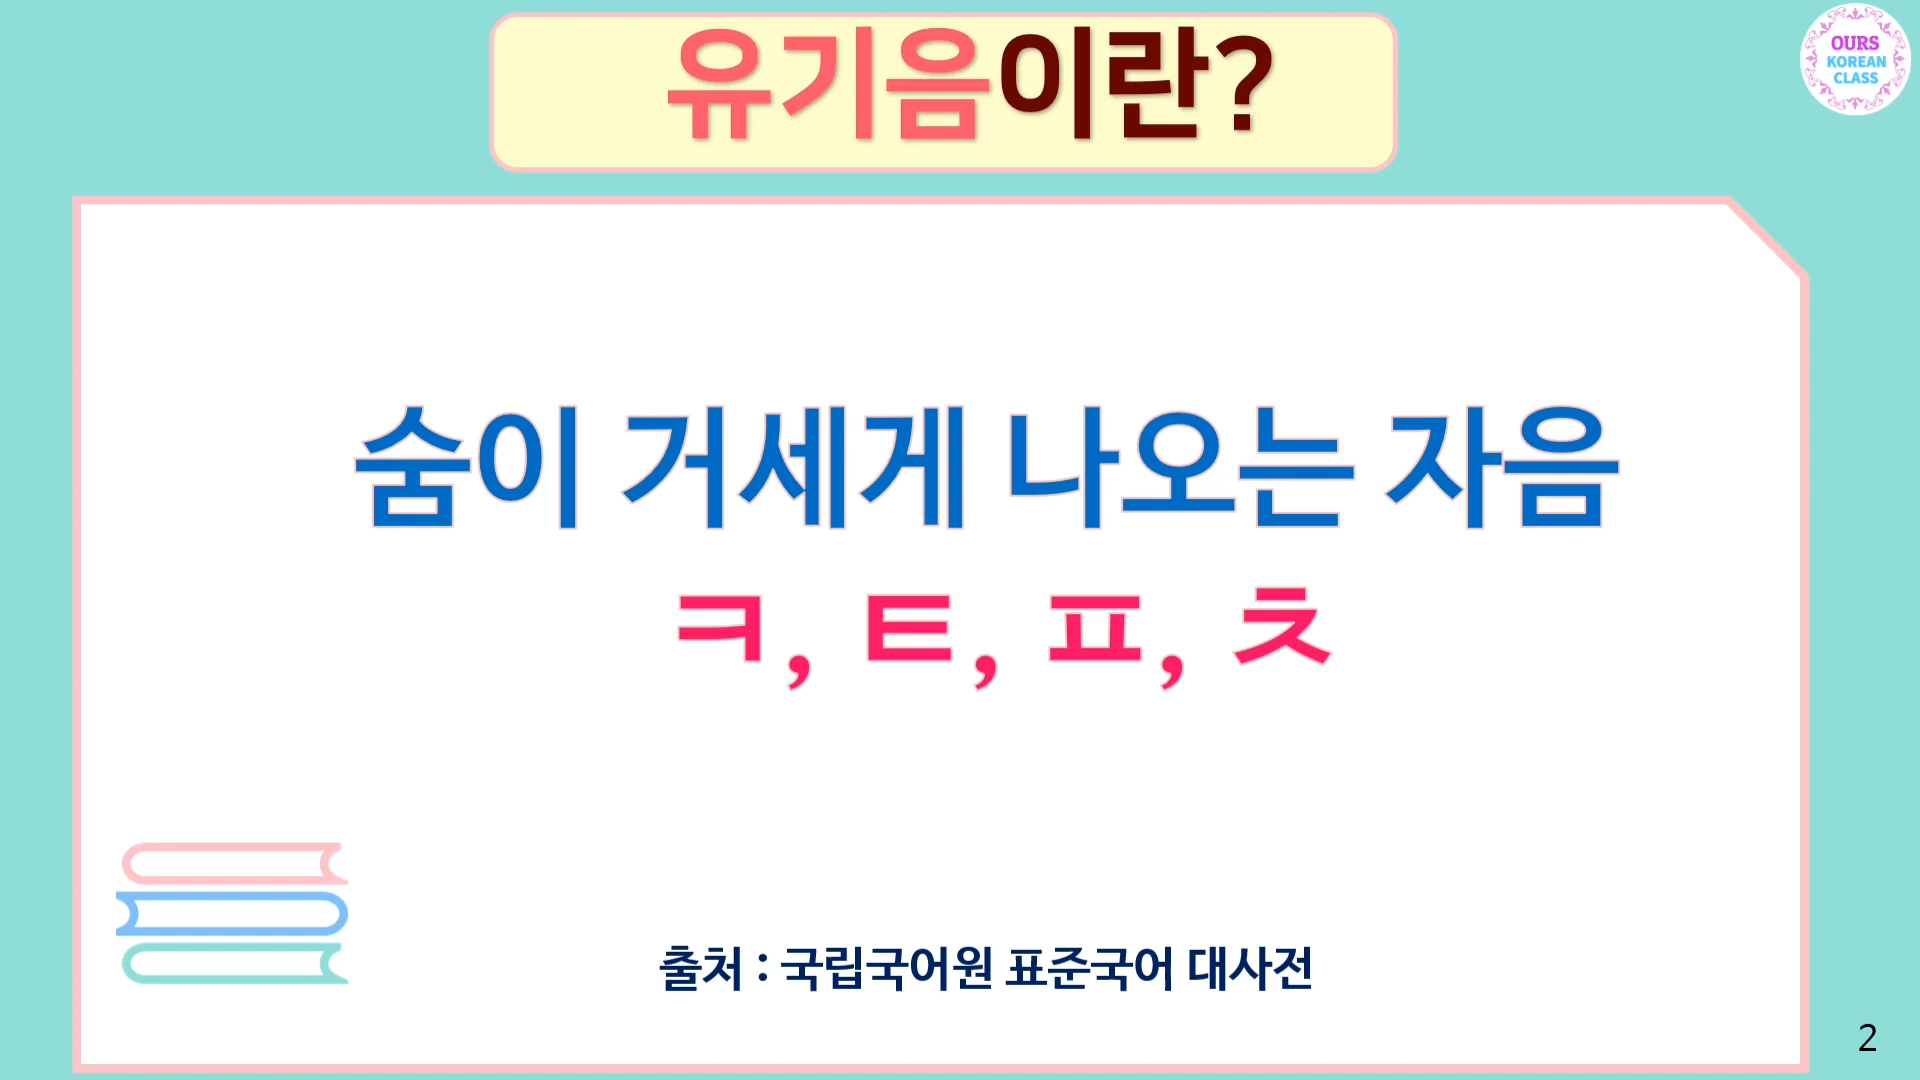 유기음이란?
OURS
KOREAN
CLASS
숨이 거세게 나오는 자음
ㅋ, ㅌ, ㅍ, ㅊ
출처 : 국립국어원 표준국어 대사전
2